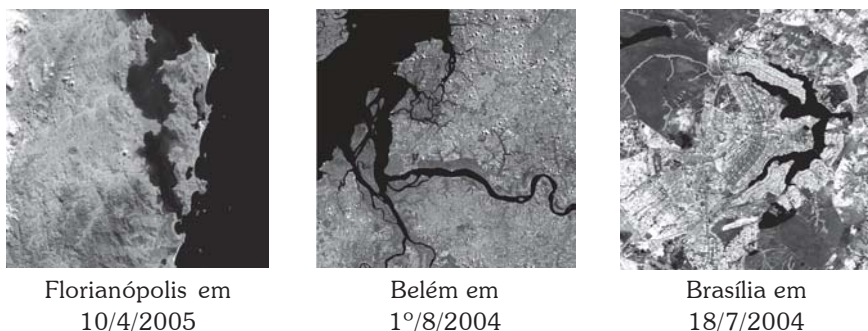 Florianópolis em
10/4/2005
Belém em
1º/8/2004
Brasília em
18/7/2004